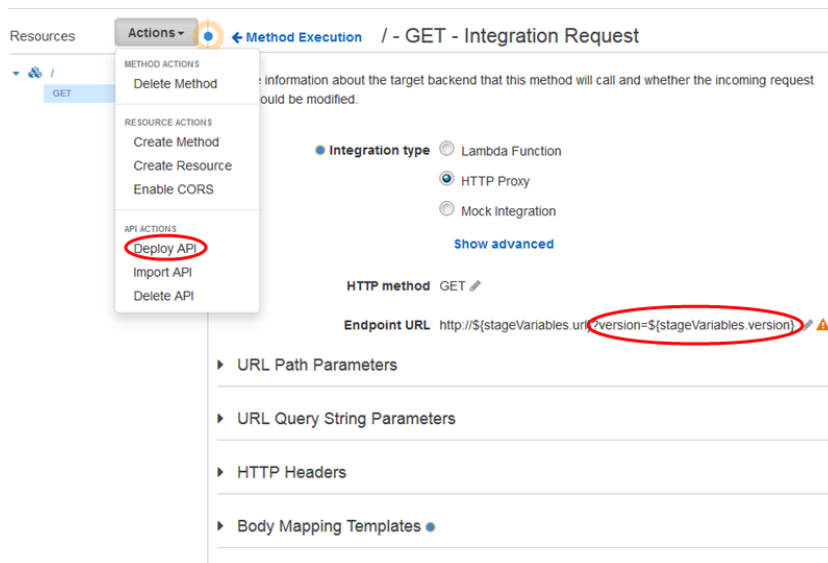 Resources
Actions
Method Execution / - GET - Integration Request
METHOD ACTIONS
Delete Method
/
GET
e information about the target backend that this method will call and whether the incoming request
ould be modified.
RESOURCE ACTIONS
Create Method
Create Resource
Enable CORS
API ACTIONS
Deploy API
Import API
Delete API
Integration type
Lambda Function
HTTP Proxy
Mock Integration
Show advanced
HTTP method GET
Endpoint URL http://${stageVariables.url}?version=${stageVariables.version}
URL Path Parameters
URL Query String Parameters
HTTP Headers
Body Mapping Templates